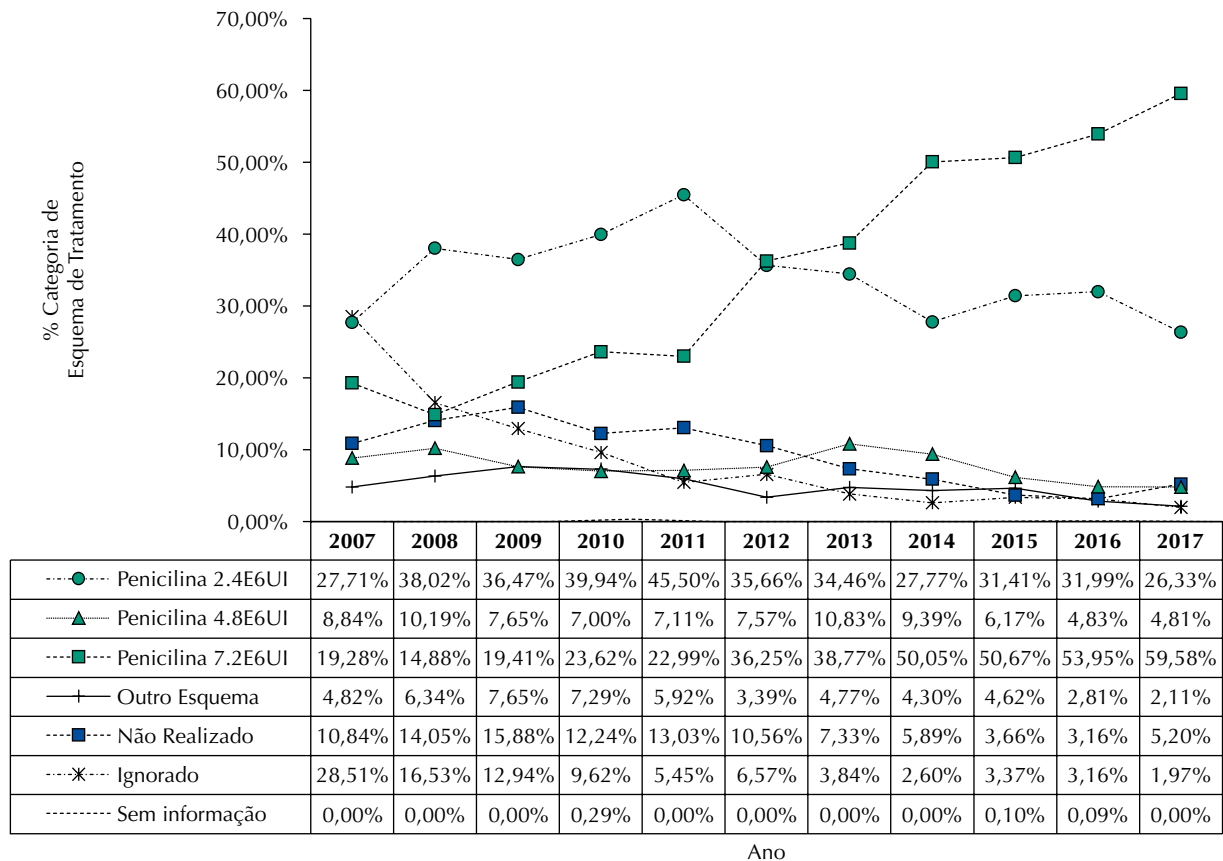 70,00%
60,00%
50,00%
40,00%
30,00%
20,00%
10,00%
0,00%
% Categoria de
Esquema de Tratamento
2007 2008 2009 2010 2011 2012 2013 2014 2015 2016 2017
Penicilina 2.4E6UI 27,71% 38,02% 36,47% 39,94% 45,50% 35,66% 34,46% 27,77% 31,41% 31,99% 26,33%
Penicilina 4.8E6UI 8,84% 10,19% 7,65% 7,00% 7,11% 7,57% 10,83% 9,39% 6,17% 4,83% 4,81%
Penicilina 7.2E6UI 19,28% 14,88% 19,41% 23,62% 22,99% 36,25% 38,77% 50,05% 50,67% 53,95% 59,58%
Outro Esquema 4,82% 6,34% 7,65% 7,29% 5,92% 3,39% 4,77% 4,30% 4,62% 2,81% 2,11%
Não Realizado 10,84% 14,05% 15,88% 12,24% 13,03% 10,56% 7,33% 5,89% 3,66% 3,16% 5,20%
Ignorado 28,51% 16,53% 12,94% 9,62% 5,45% 6,57% 3,84% 2,60% 3,37% 3,16% 1,97%
Sem informação 0,00% 0,00% 0,00% 0,29% 0,00% 0,00% 0,00% 0,00% 0,10% 0,09% 0,00%
Ano